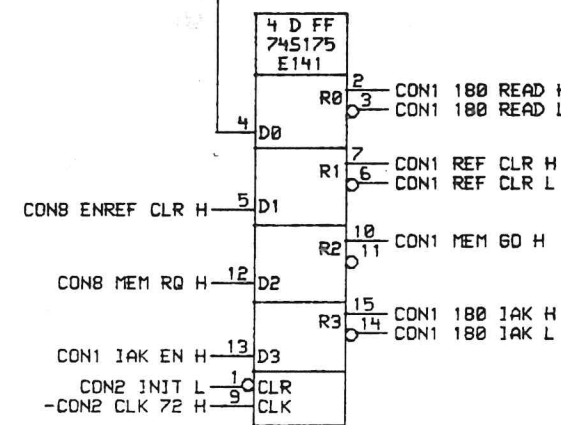 4 D FF
74S175
E141
2 CON1 180 READ H
R0
3 CON1 180 READ L
4 D0
7 CON1 REF CLR H
R1
6 CON1 REF CLR L
CON8 ENREF CLR H 5 D1
10 CON1 MEM GO H
R2
11
CON8 MEM RQ H 12 D2
15 CON1 180 IAK H
R3
14 CON1 180 IAK L
CON1 IAK EN H 13 D3
CON2 INIT L 1 CLR
-CON2 CLK 72 H 9 CLK